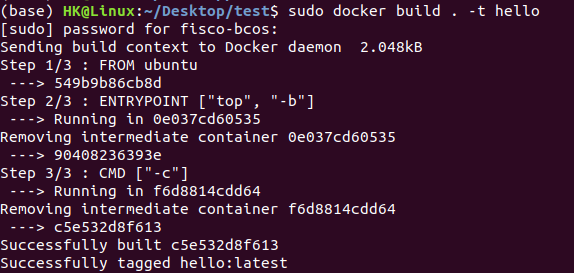 (base) HK@Linux:~/Desktop/test$ sudo docker build . -t hello
[sudo] password for fisco-bcos:
Sending build context to Docker daemon  2.048kB
Step 1/3 : FROM ubuntu
 ---> 549b9b86cb8d
Step 2/3 : ENTRYPOINT ["top", "-b"]
 ---> Running in 0e037cd60535
Removing intermediate container 0e037cd60535
 ---> 90408236393e
Step 3/3 : CMD ["-c"]
 ---> Running in f6d8814cdd64
Removing intermediate container f6d8814cdd64
 ---> c5e532d8f613
Successfully built c5e532d8f613
Successfully tagged hello:latest